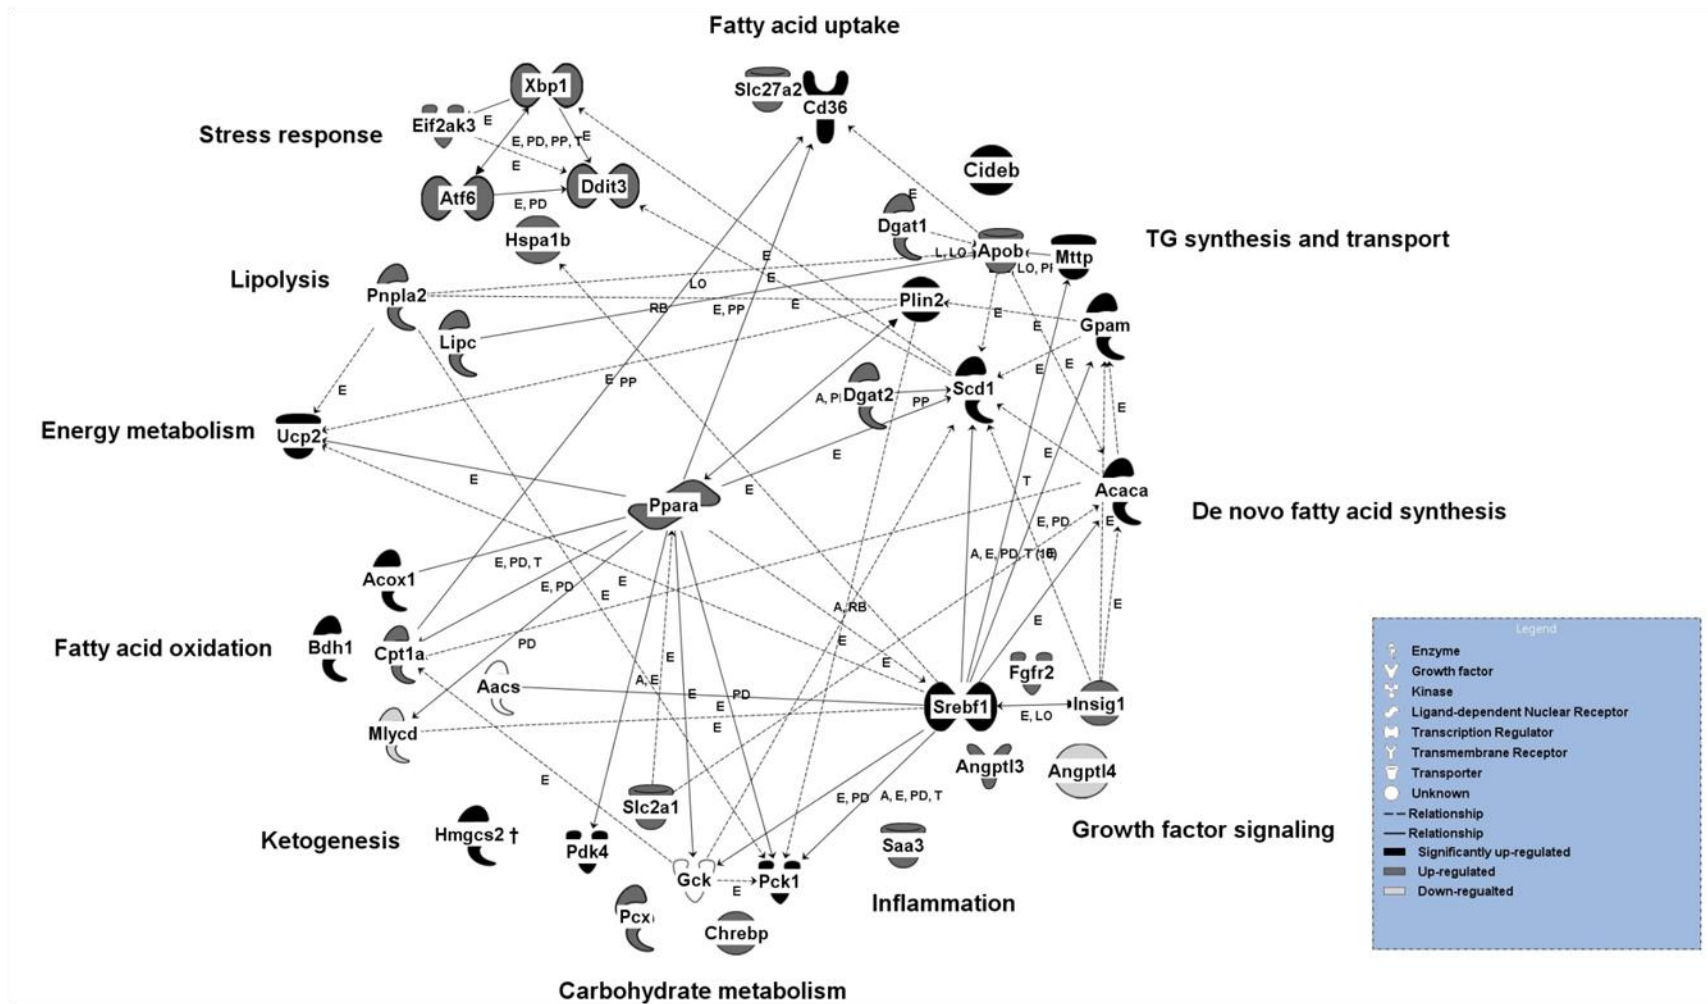 Fatty acid uptake
Xbp1
Slc27a2
Cd36
Eif2ak3
E
Stress response
E, PD, PP, T
E
E
Cideb
Atf6
Ddit3
E, PD
E
Dgat1
Hspa1b
TG synthesis and transport
L, LO
Apob
Mttp
LO, PI
E
E
Lipolysis
Pnpla2
LO
Plin2
RB
E, PP
E
E
E
Gpam
Lipc
E
E
E
PP
Scd1
E
A, PI
Dgat2
PP
E
Energy metabolism
Ucp2
E
E
E
E
T
Acaca
Ppara
De novo fatty acid synthesis
E, PD
E
A, E, PD, T (16)
E, PD, T
Acox1
E, PD
E
E
A, RB
E
E
Fatty acid oxidation
Bdh1
Cpt1a
PD
E
E
E
Fgfr2
Aacs
A, E
E
PD
E
Srebf1
E, LO
Insig1
Mlycd
E
Angptl3
Angptl4
E
E, PD
A, E, PD, T
Slc2a1
Ketogenesis
Hmgcs2 †
Pdk4
Saa3
Growth factor signaling
Gck
E
Pck1
Inflammation
Pcx
Chrebp
Carbohydrate metabolism
Legend
Enzyme
Growth factor
Kinase
Ligand-dependent Nuclear Receptor
Transcription Regulator
Transmembrane Receptor
Transporter
Unknown
Relationship
Relationship
Significantly up-regulated
Up-regulated
Down-regualted